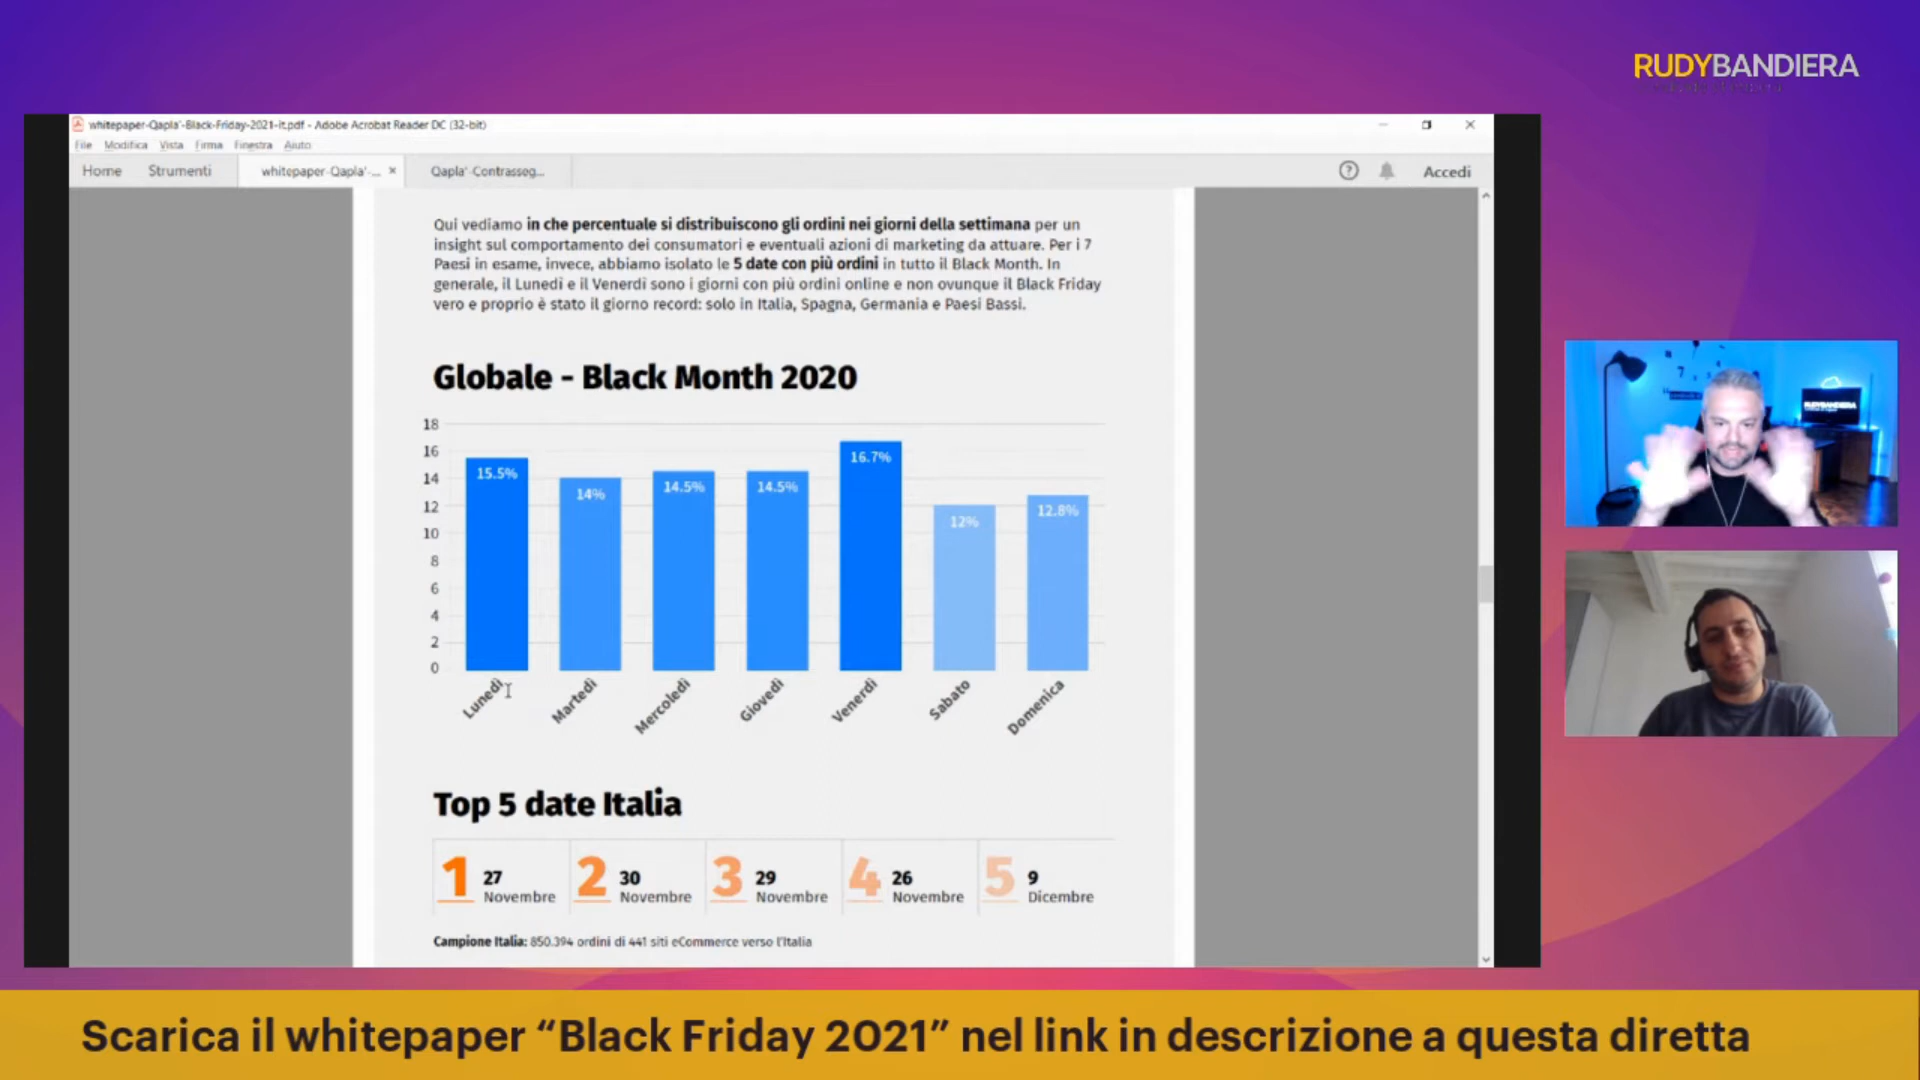 RUDYBANDIERA
whitepaper-Qapla'-Black-Friday-2021-it.pdf - Adobe Acrobat Reader DC (32-bit)
File Modifica Vista Firma Finestra Aiuto
Home Strumenti whitepaper-Qapla'-... × Qapla'-Contrasseg... Accedi
Qui vediamo in che percentuale si distribuiscono gli ordini nei giorni della settimana per un
insight sul comportamento dei consumatori e eventuali azioni di marketing da attuare. Per i 7
Paesi in esame, invece, abbiamo isolato le 5 date con più ordini in tutto il Black Month. In
generale, il Lunedì e il Venerdì sono i giorni con più ordini online e non ovunque il Black Friday
vero e proprio è stato il giorno record: solo in Italia, Spagna, Germania e Paesi Bassi.
Globale - Black Month 2020
18
16
14
12
10
8
6
4
2
0
15.5% 14% 14.5% 14.5% 16.7% 12% 12.8%
Lunedì Martedì Mercoledì Giovedì Venerdì Sabato Domenica
Top 5 date Italia
1 27 Novembre
2 30 Novembre
3 29 Novembre
4 26 Novembre
5 9 Dicembre
Campione Italia: 850.394 ordini di 441 siti eCommerce verso l'Italia
RUDYBANDIERA
Scarica il whitepaper “Black Friday 2021” nel link in descrizione a questa diretta